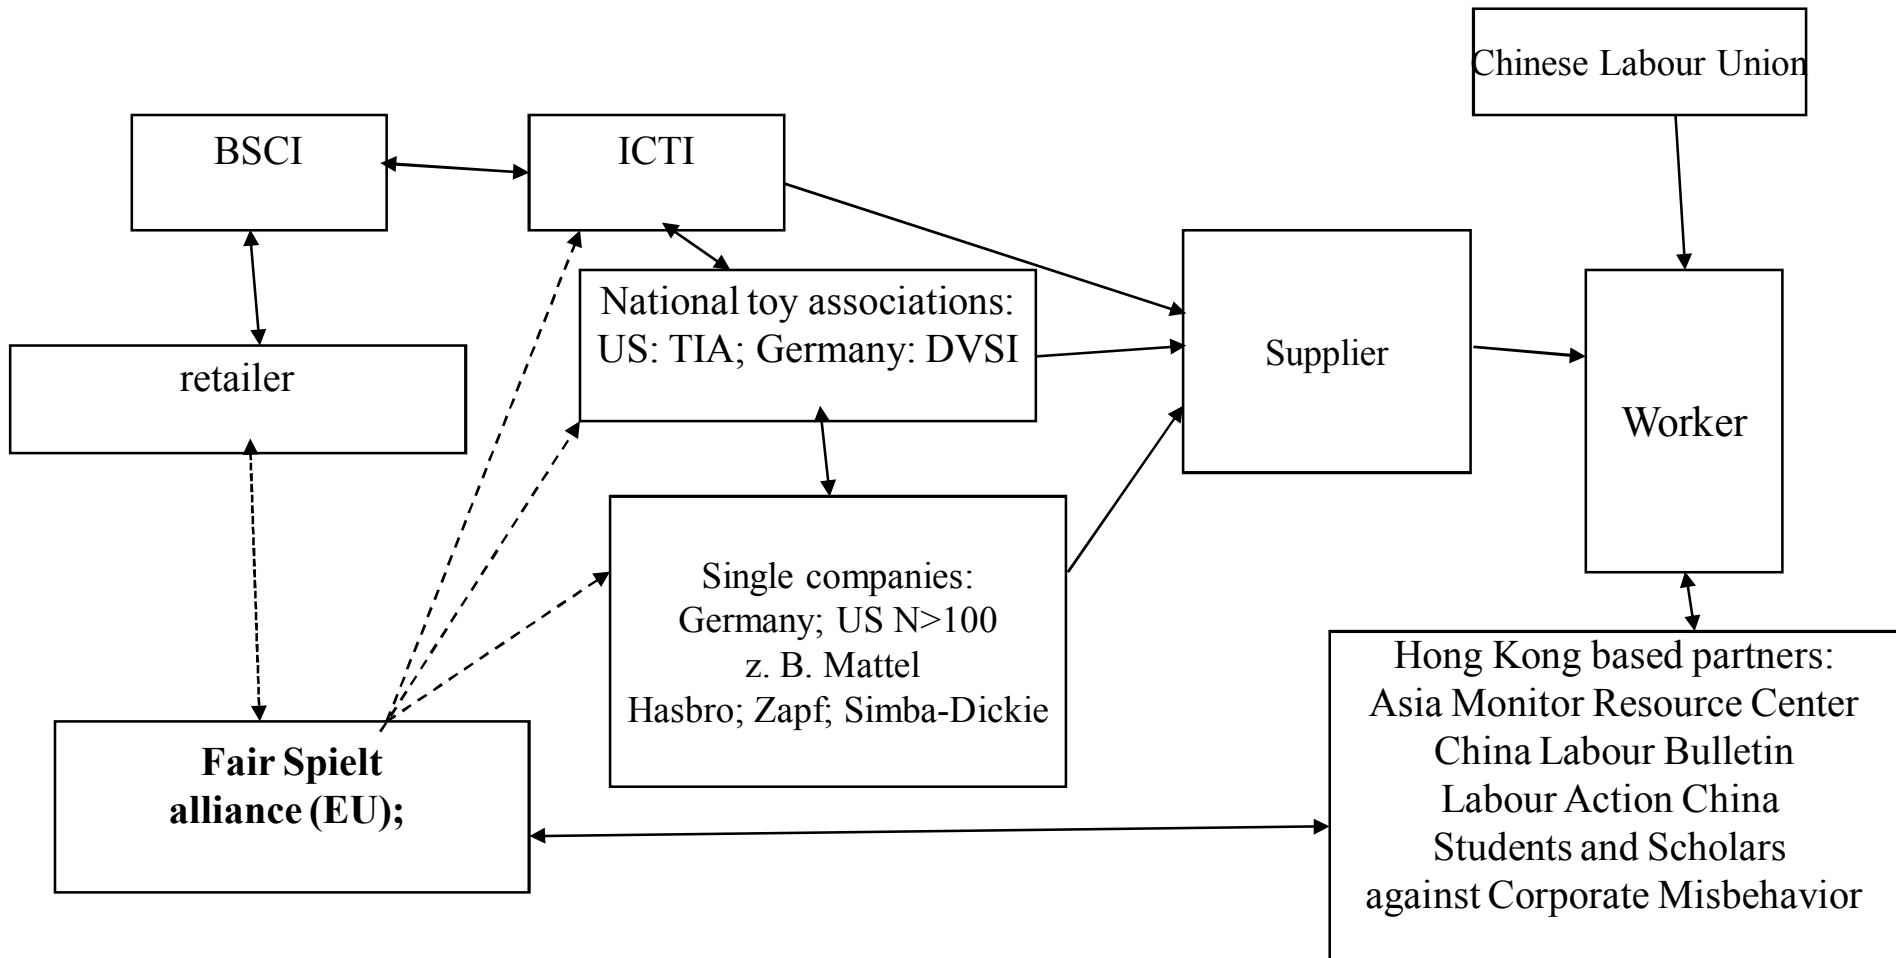 Chinese Labour Union
BSCI
ICTI
National toy associations:
US: TIA; Germany: DVSI
retailer
Supplier
Worker
Single companies:
Germany; US N>100
z. B. Mattel
Hasbro; Zapf; Simba-Dickie
Fair Spielt
alliance (EU);
Hong Kong based partners:
Asia Monitor Resource Center
China Labour Bulletin
Labour Action China
Students and Scholars
against Corporate Misbehavior